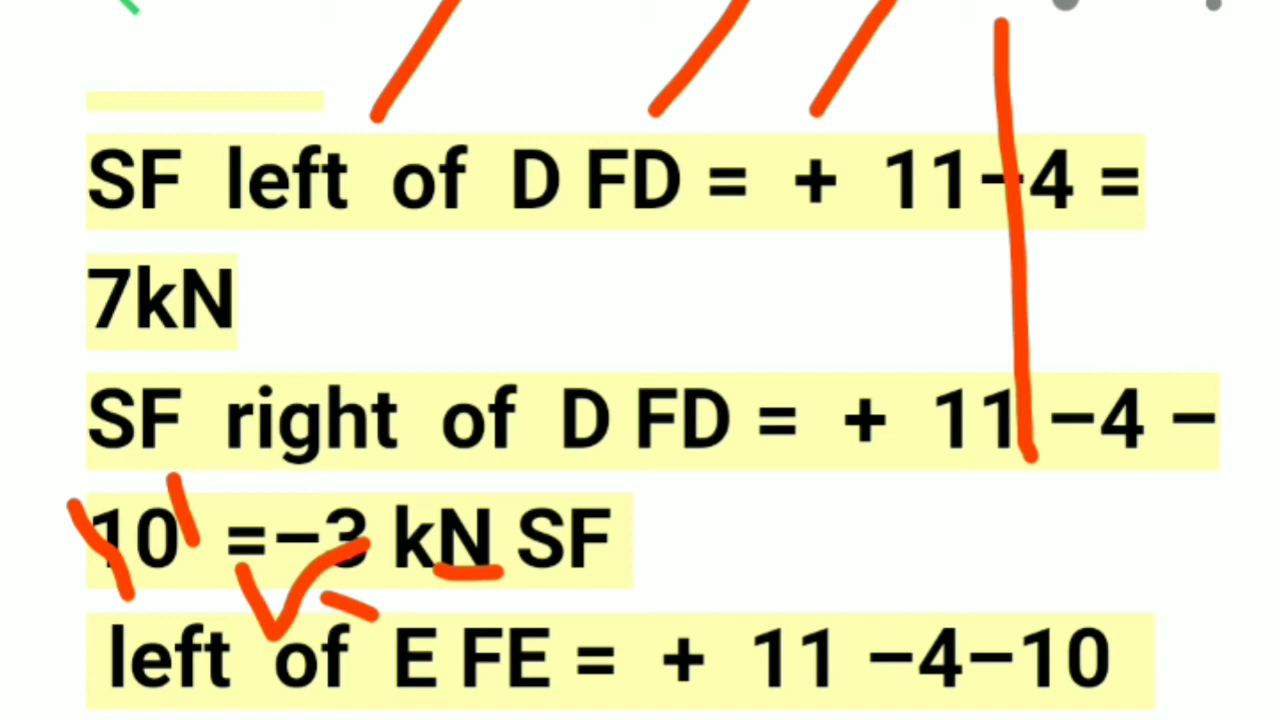 SF left of D FD = + 11−4 =
7kN
SF right of D FD = + 11 −4 −
10 =−3 kN SF
left of E FE = + 11 −4−10